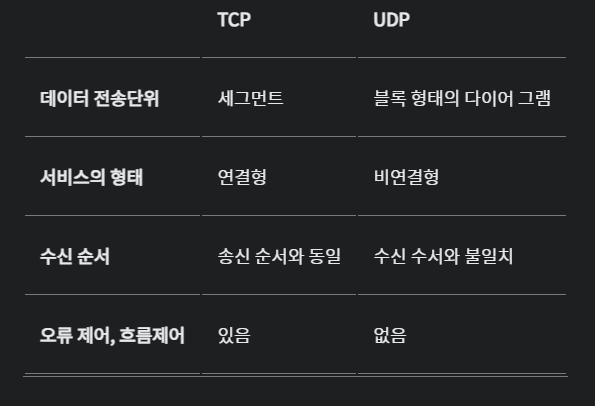 TCP UDP
데이터 전송단위 세그먼트 블록 형태의 다이어 그램
서비스의 형태 연결형 비연결형
수신 순서 송신 순서와 동일 수신 수서와 불일치
오류 제어, 흐름제어 있음 없음